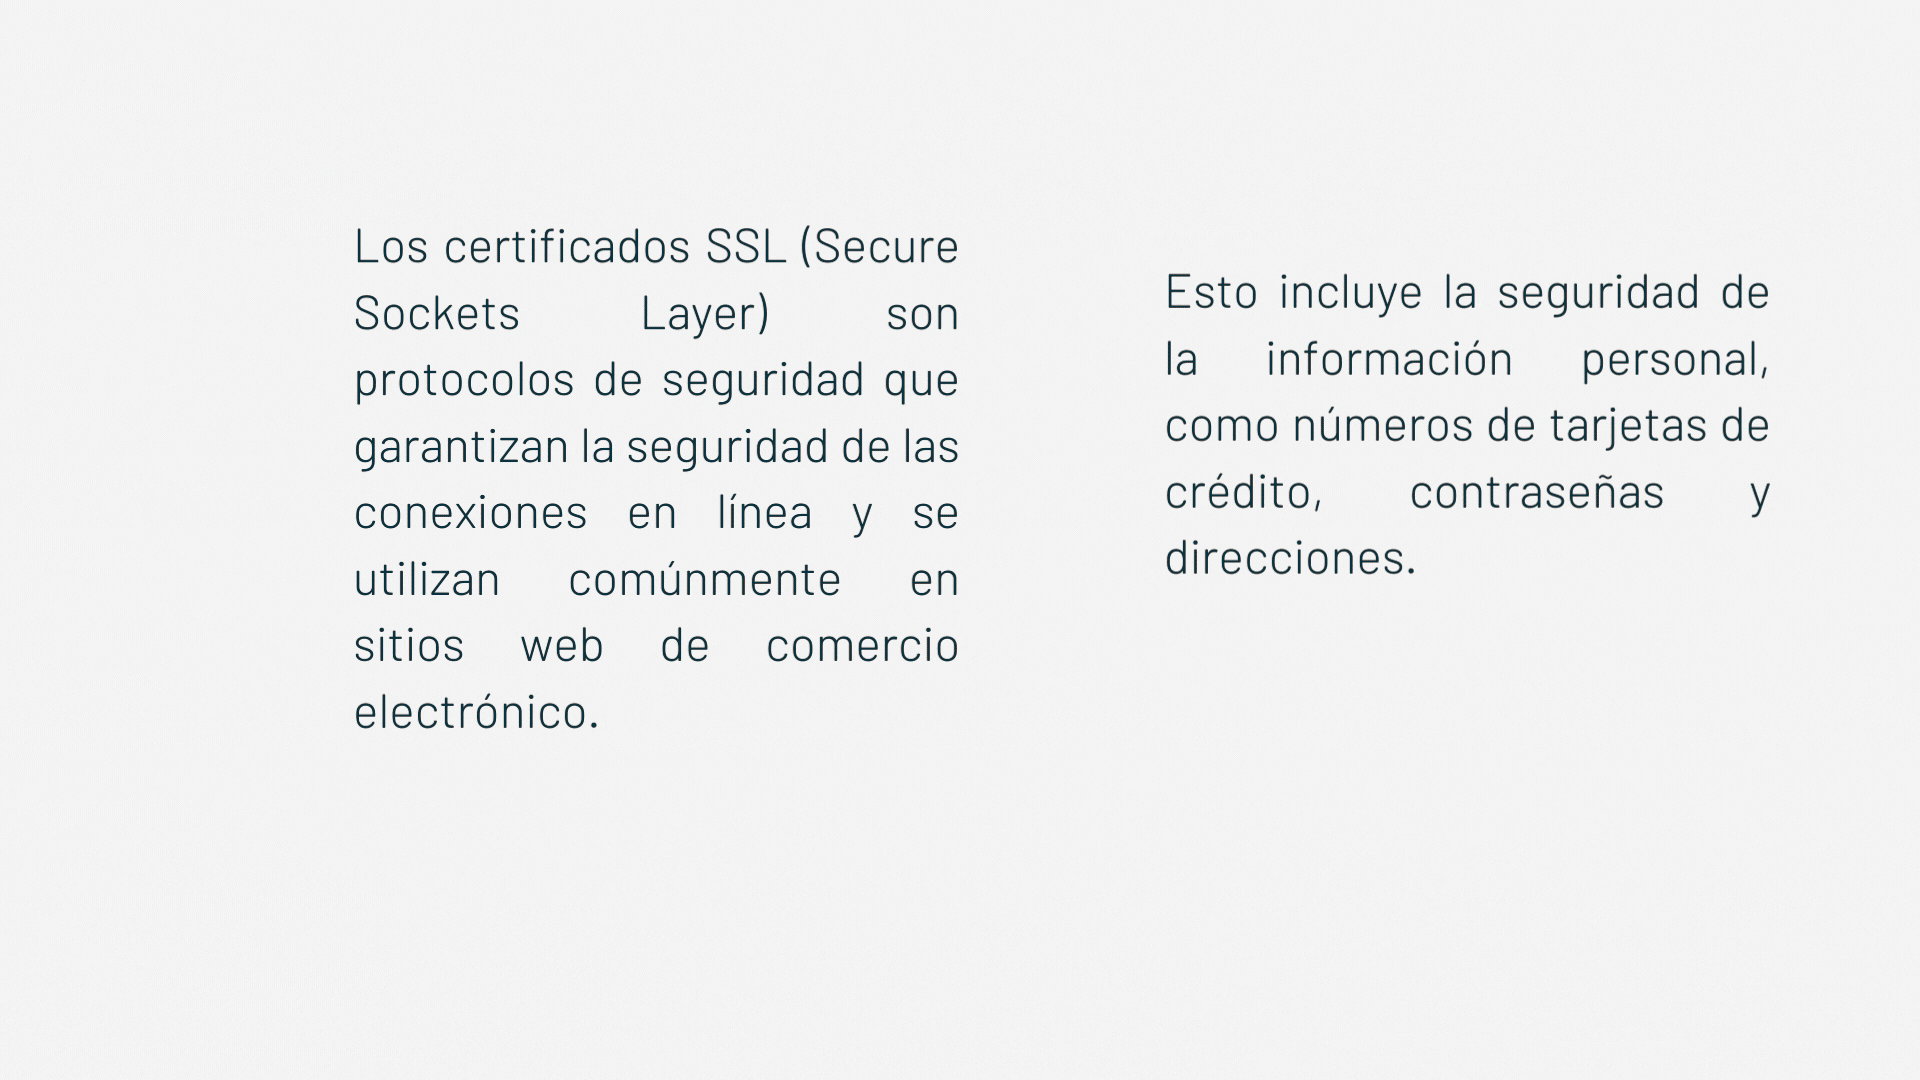 Los certificados SSL (Secure
Sockets Layer) son
protocolos de seguridad que
garantizan la seguridad de las
conexiones en línea y se
utilizan comúnmente en
sitios web de comercio
electrónico.
Esto incluye la seguridad de
la información personal,
como números de tarjetas de
crédito, contraseñas y
direcciones.